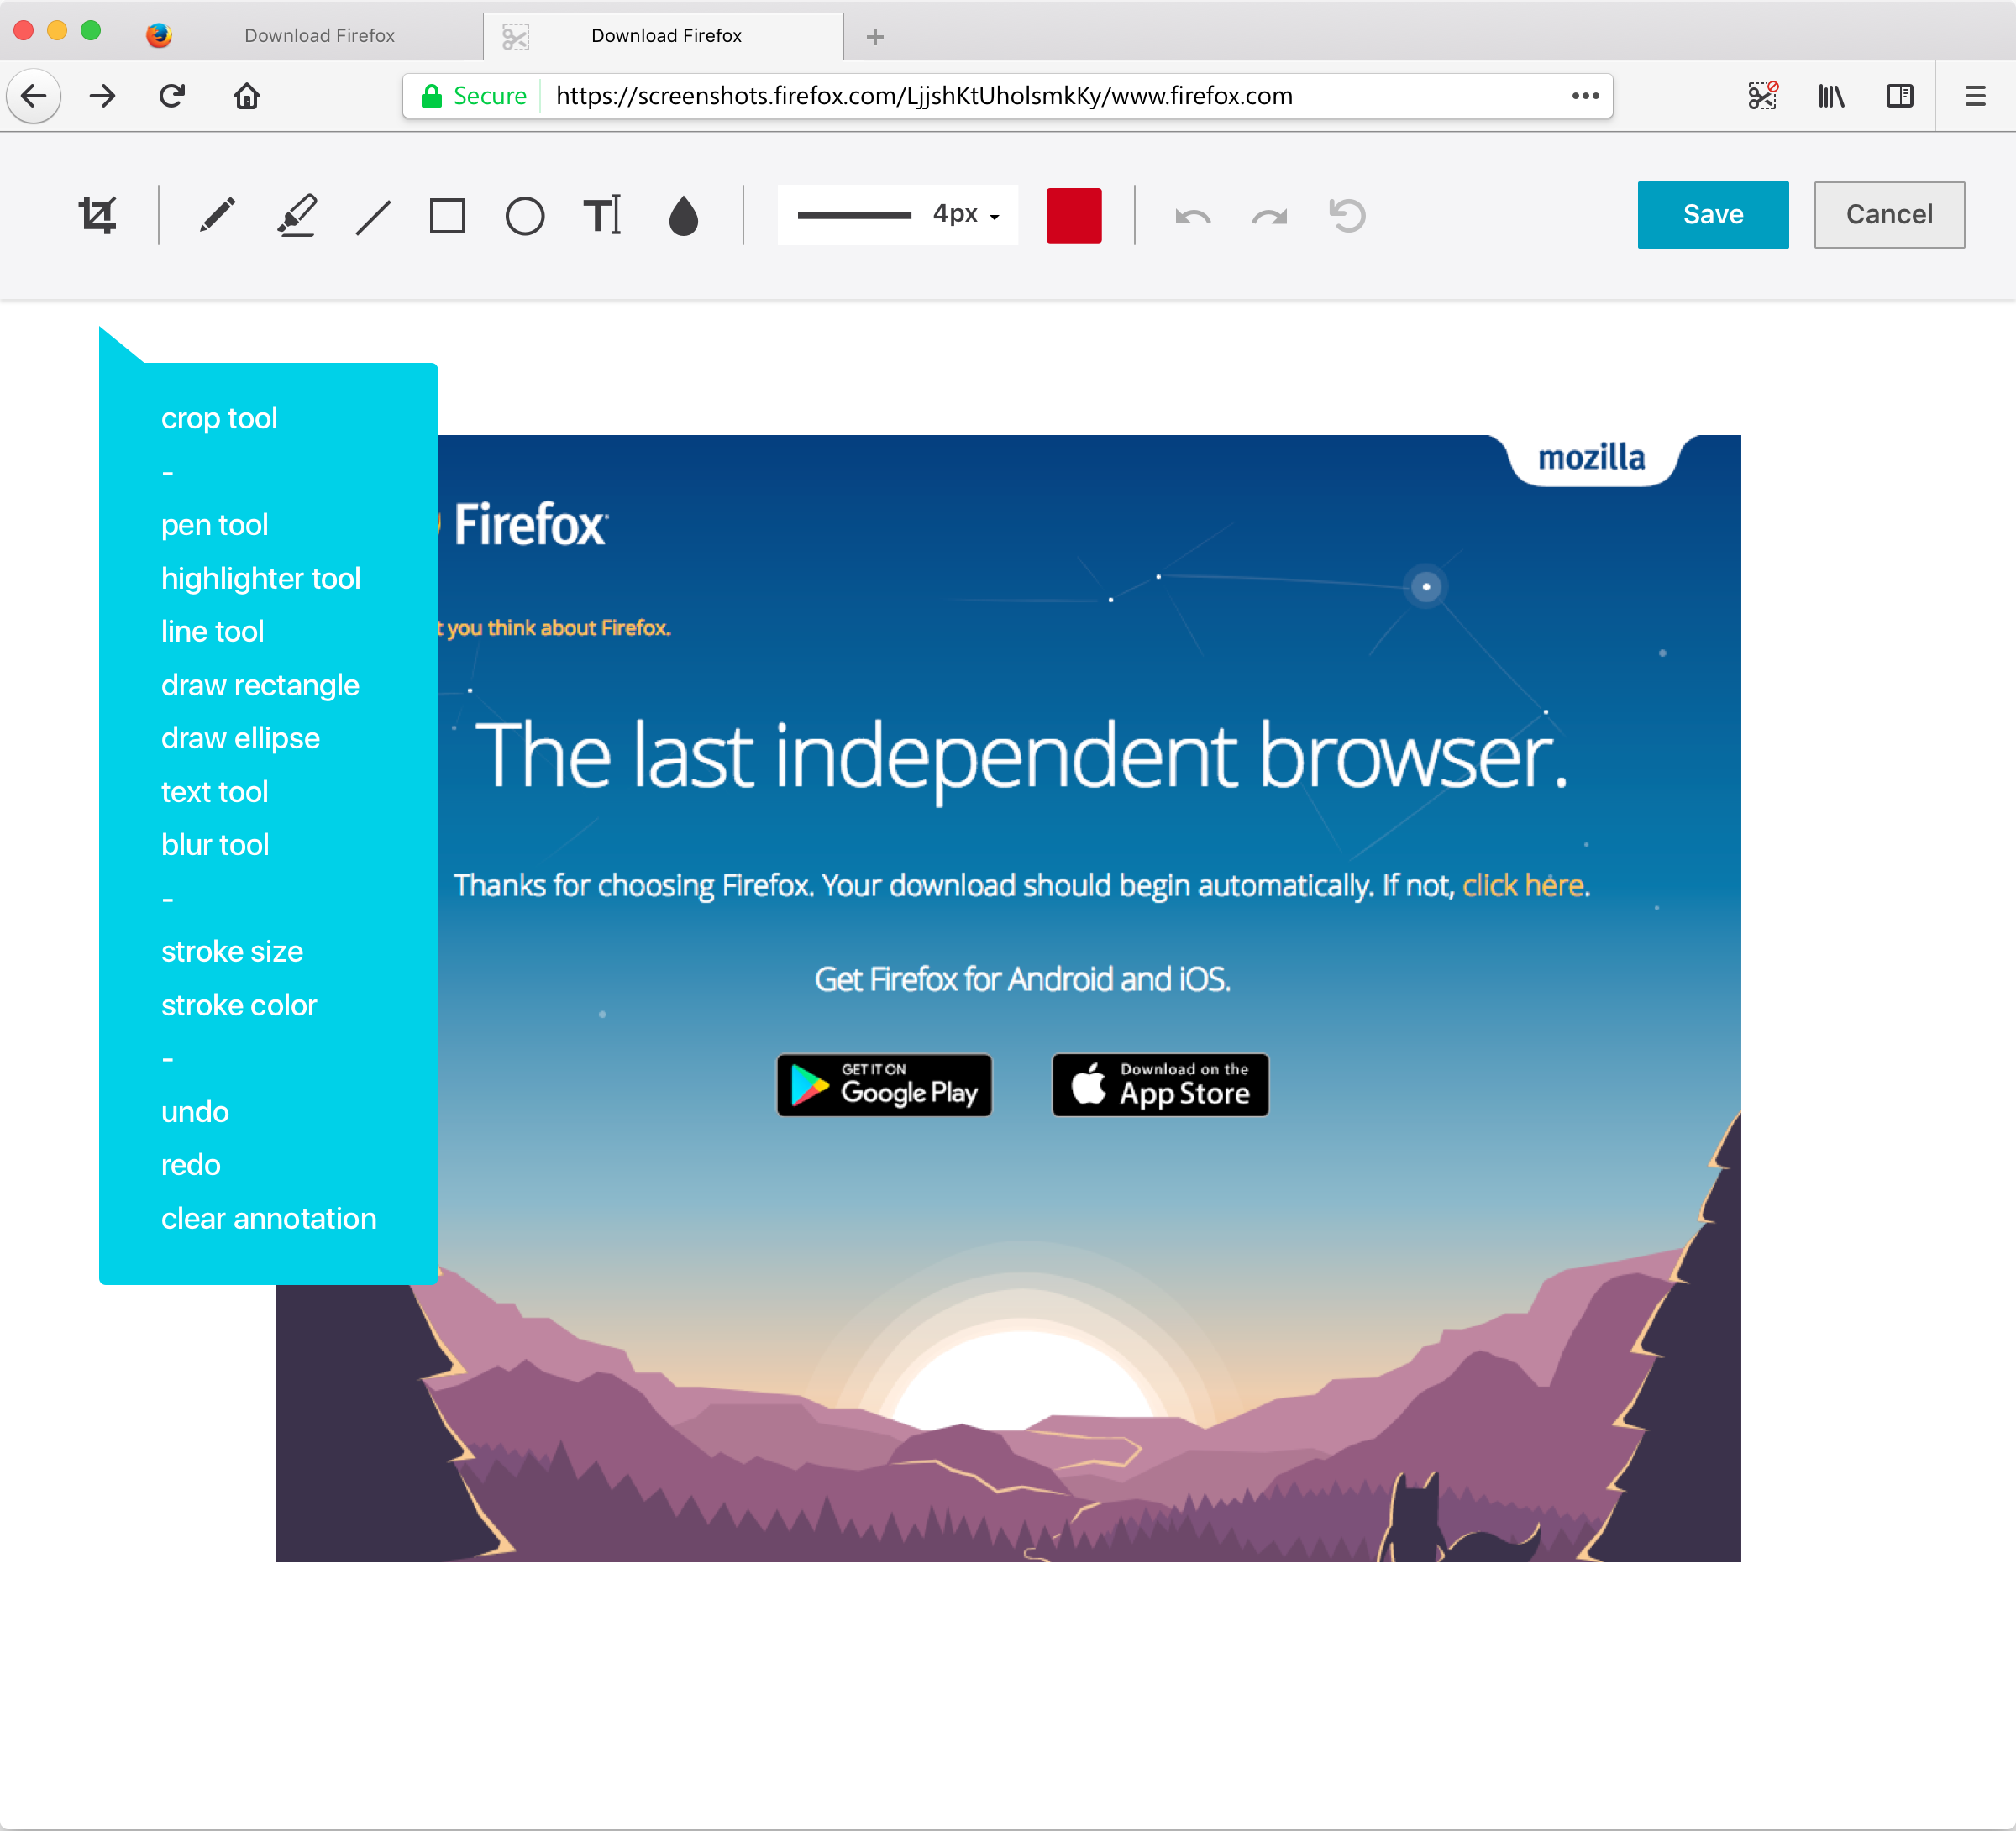 Download Firefox
Download Firefox
Secure
https://screenshots.firefox.com/LjjshKtUholsmkKy/www.firefox.com
T
4px
Save
Cancel
crop tool
-
pen tool
highlighter tool
line tool
draw rectangle
draw ellipse
text tool
blur tool
-
stroke size
stroke color
-
undo
redo
clear annotation
mozilla
Firefox
t you think about Firefox.
The last independent browser.
Thanks for choosing Firefox. Your download should begin automatically. If not, click here.
Get Firefox for Android and iOS.
GET IT ON
Google Play
Download on the
App Store